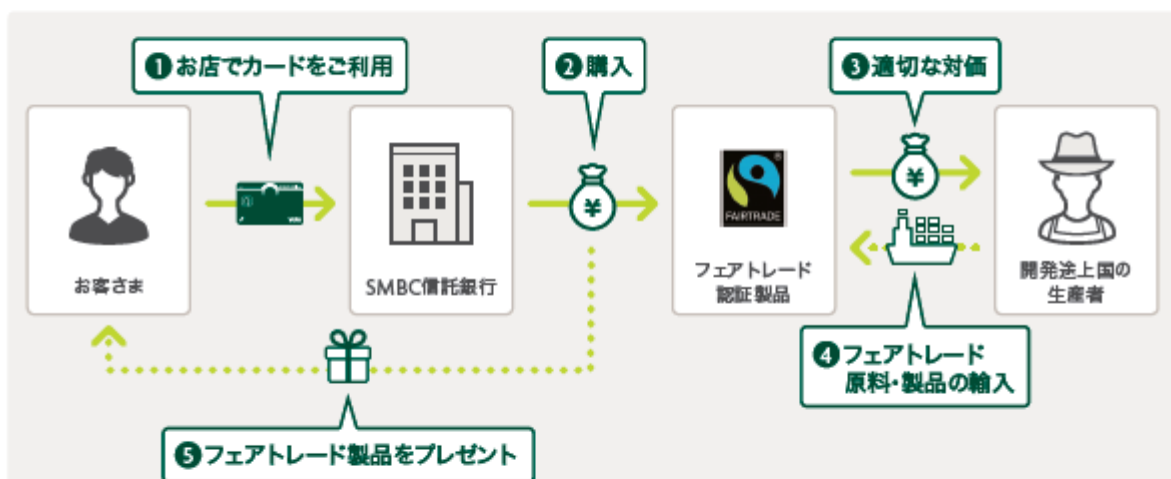 ❶お店でカードをご利用
❷購入
❸適切な対価
FAIRTRADE
®
お客さま
SMBC信託銀行
フェアトレード
認証製品
開発途上国の
生産者
¥
¥
❹フェアトレード
原料・製品の輸入
❺フェアトレード製品をプレゼント